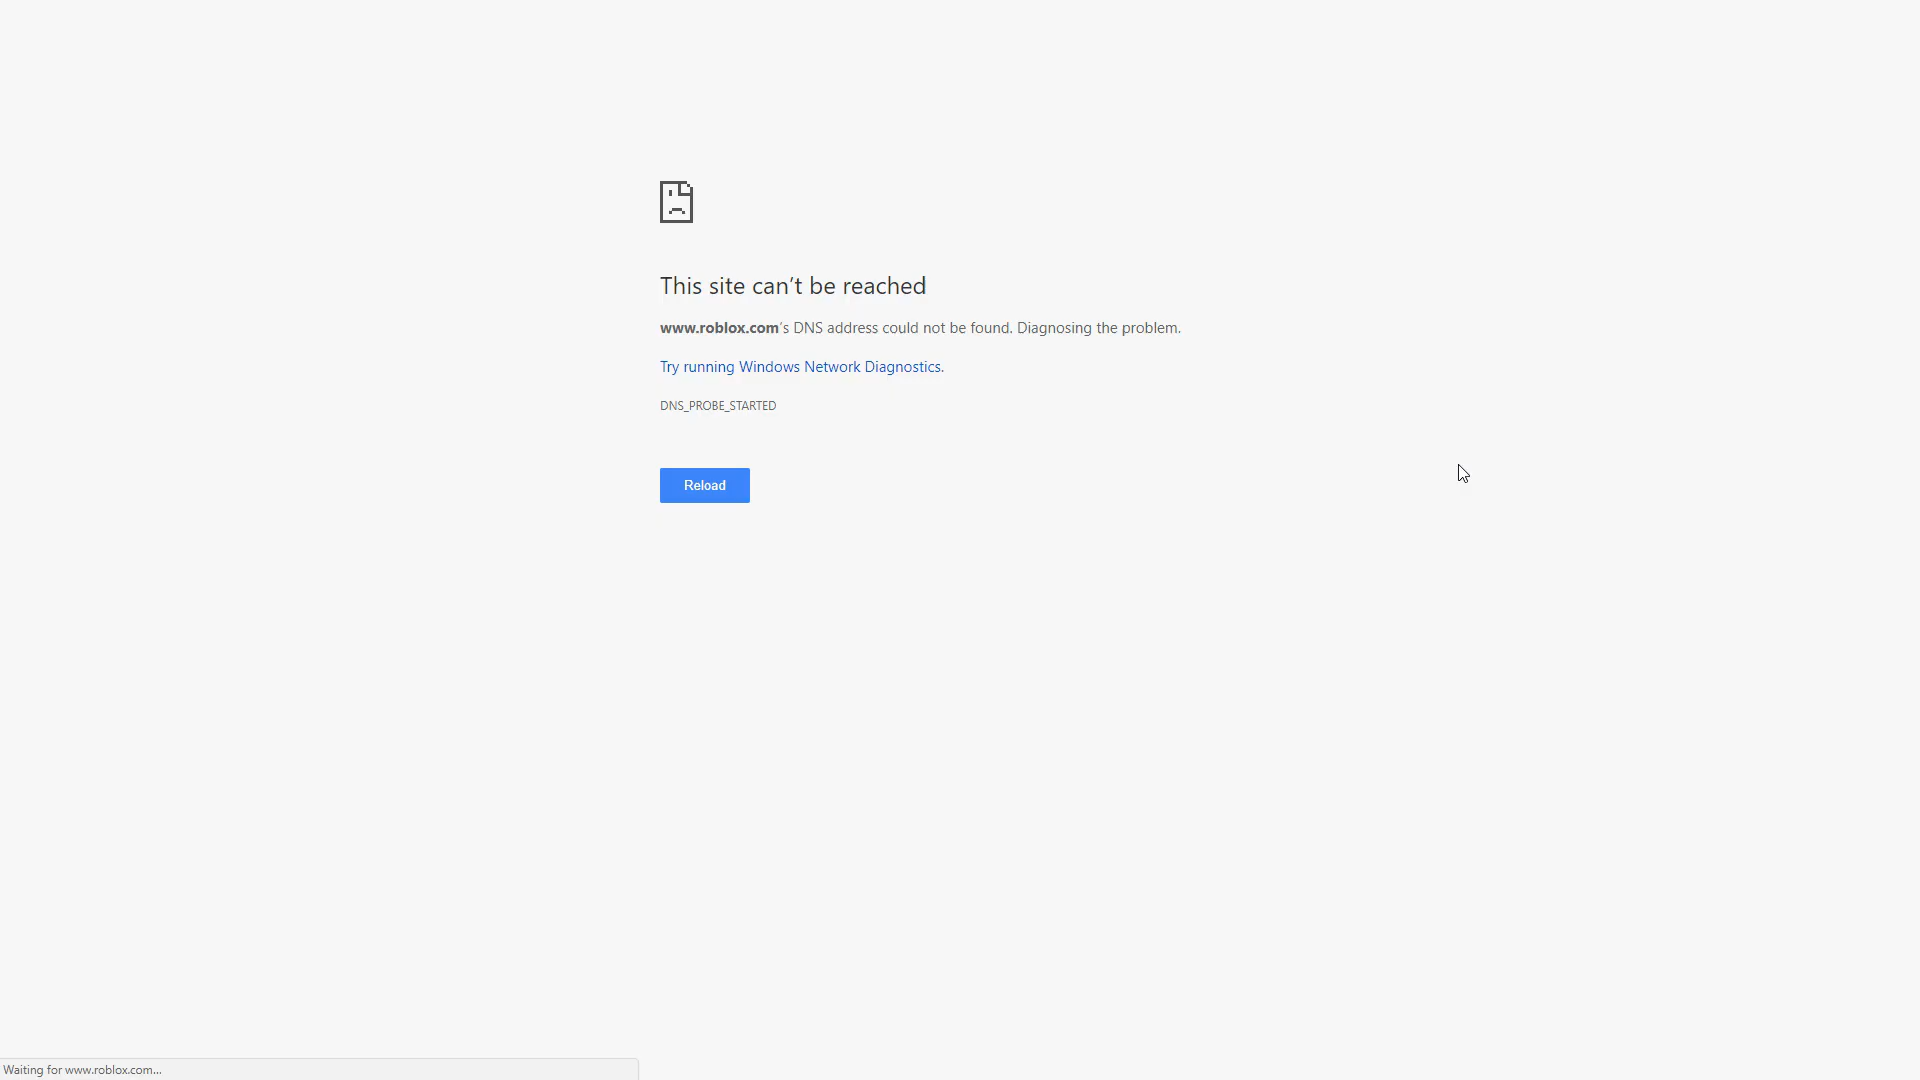 This site can’t be reached
www.roblox.com’s DNS address could not be found. Diagnosing the problem.
Try running Windows Network Diagnostics.
DNS_PROBE_STARTED
Reload
Waiting for www.roblox.com...